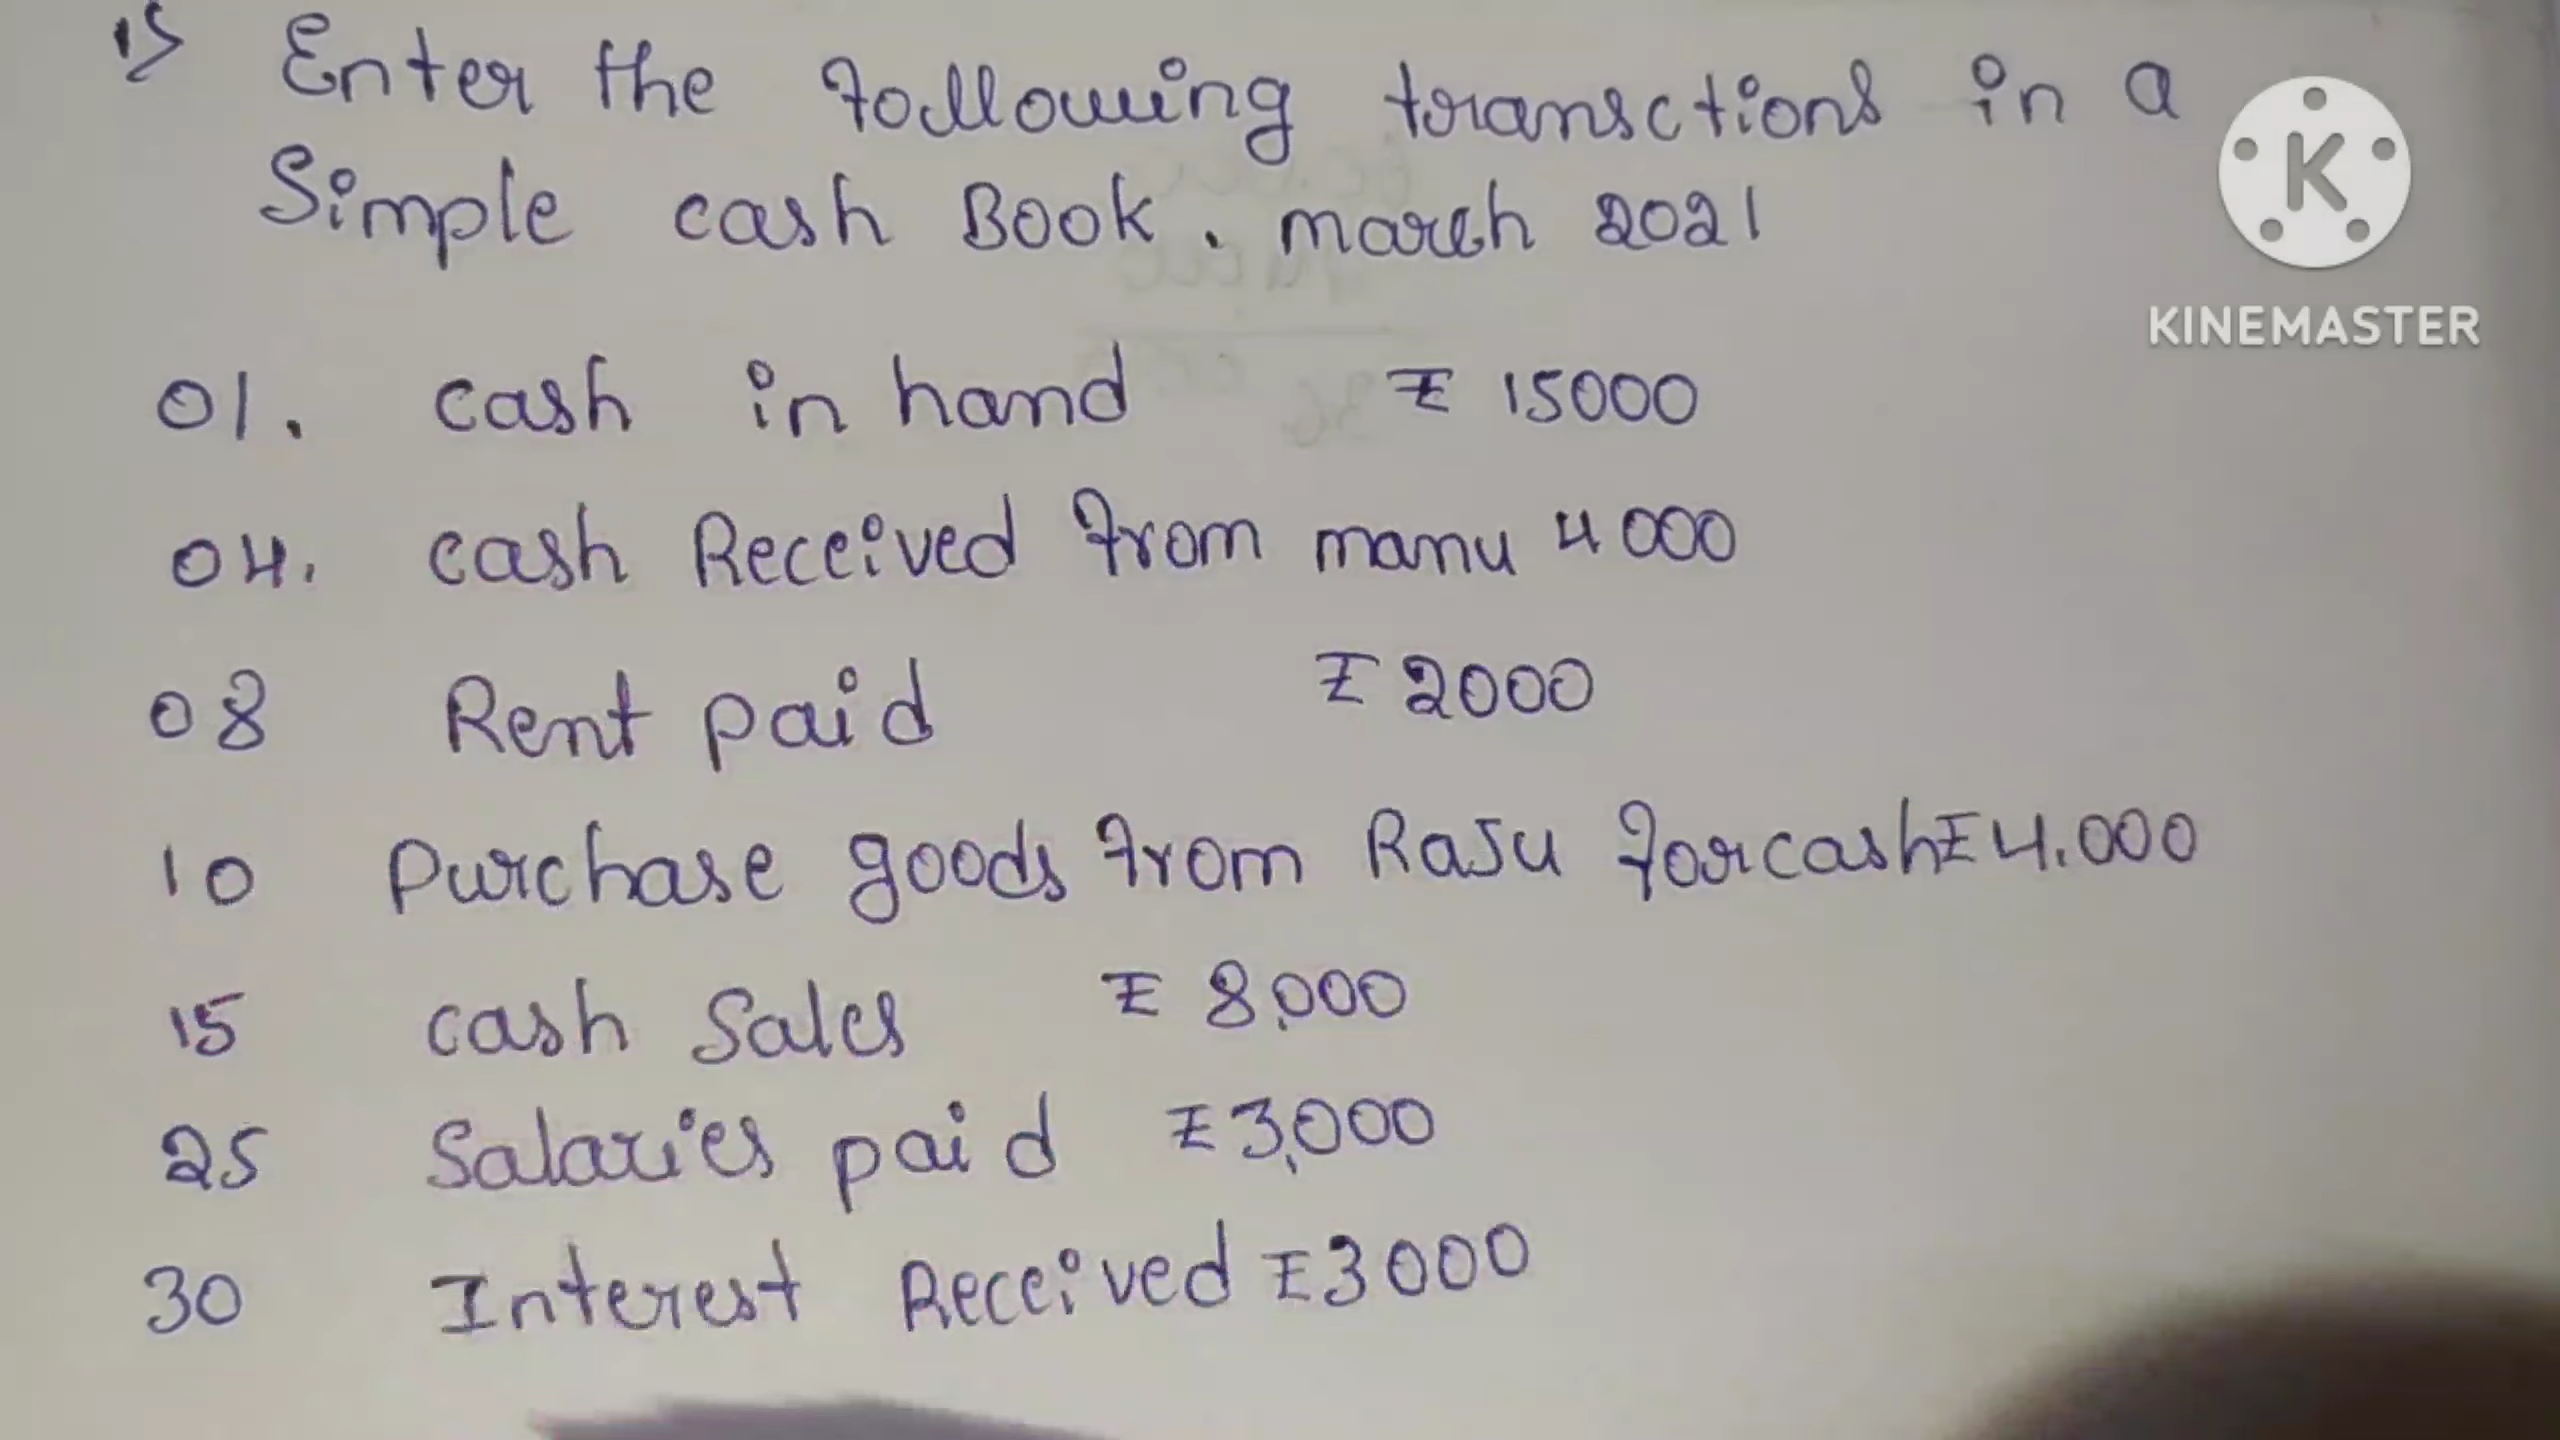 1) Enter the following transctions in a
Simple cash Book. march 2021
K
KINEMASTER
01. cash in hand ₹ 15000
04. cash Received from manu 4000
08 Rent paid ₹ 2000
10 Purchase goods from Raju for cash ₹ 4.000
15 cash Sales ₹ 8,000
25 Salaries paid ₹ 3,000
30 Interest Received ₹ 3000